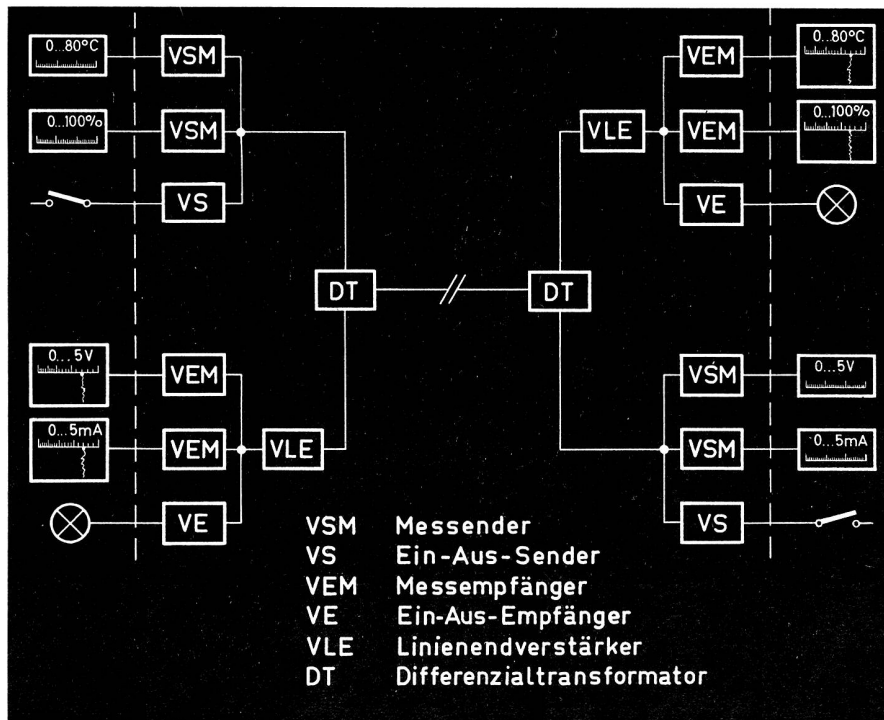 0...80°C
VSM
0...100%
VSM
VS
DT
0...5V
VEM
0...5mA
VEM
VLE
VE
VEM
0...80°C
VLE
VEM
0...100%
VE
DT
VSM
0...5V
VSM
0...5mA
VS
VSM Messender
VS Ein-Aus-Sender
VEM Messempfänger
VE Ein-Aus-Empfänger
VLE Linienendverstärker
DT Differenzialtransformator